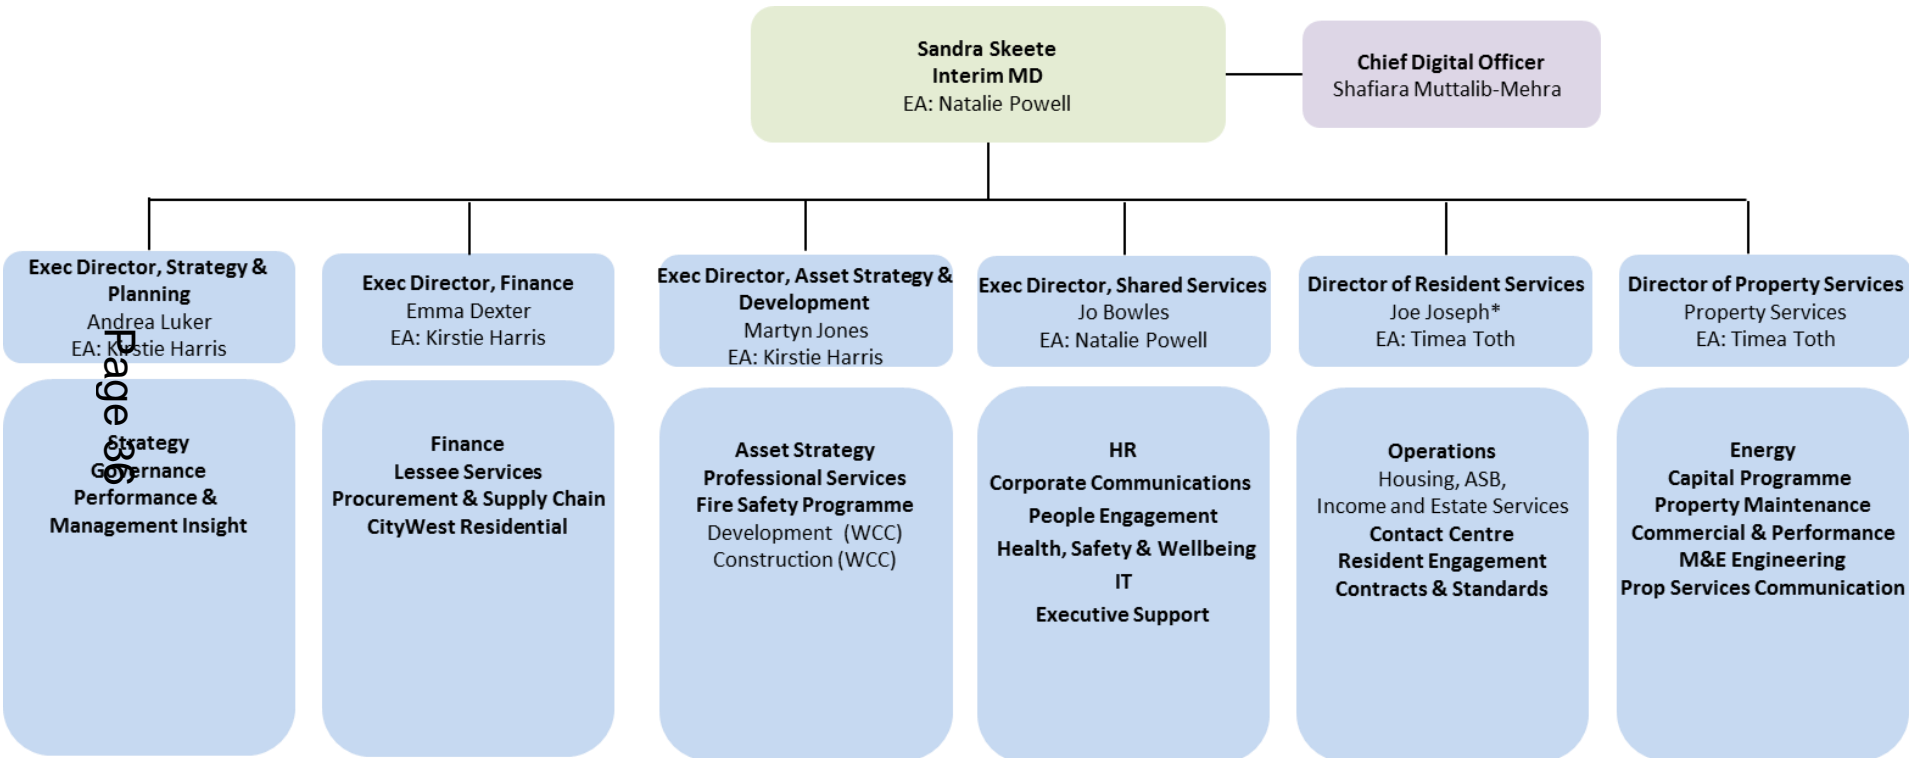 Sandra Skeete
Interim MD
EA: Natalie Powell
Chief Digital Officer
Shafiara Muttalib-Mehra
Exec Director, Strategy &
Planning
Andrea Luker
EA: Kirstie Harris
Exec Director, Finance
Emma Dexter
EA: Kirstie Harris
Exec Director, Asset Strategy &
Development
Martyn Jones
EA: Kirstie Harris
Exec Director, Shared Services
Jo Bowles
EA: Natalie Powell
Director of Resident Services
Joe Joseph*
EA: Timea Toth
Director of Property Services
Property Services
EA: Timea Toth
Page 36
Strategy
Governance
Performance &
Management Insight
Finance
Lessee Services
Procurement & Supply Chain
CityWest Residential
Asset Strategy
Professional Services
Fire Safety Programme
Development (WCC)
Construction (WCC)
HR
Corporate Communications
People Engagement
Health, Safety & Wellbeing
IT
Executive Support
Operations
Housing, ASB,
Income and Estate Services
Contact Centre
Resident Engagement
Contracts & Standards
Energy
Capital Programme
Property Maintenance
Commercial & Performance
M&E Engineering
Prop Services Communication